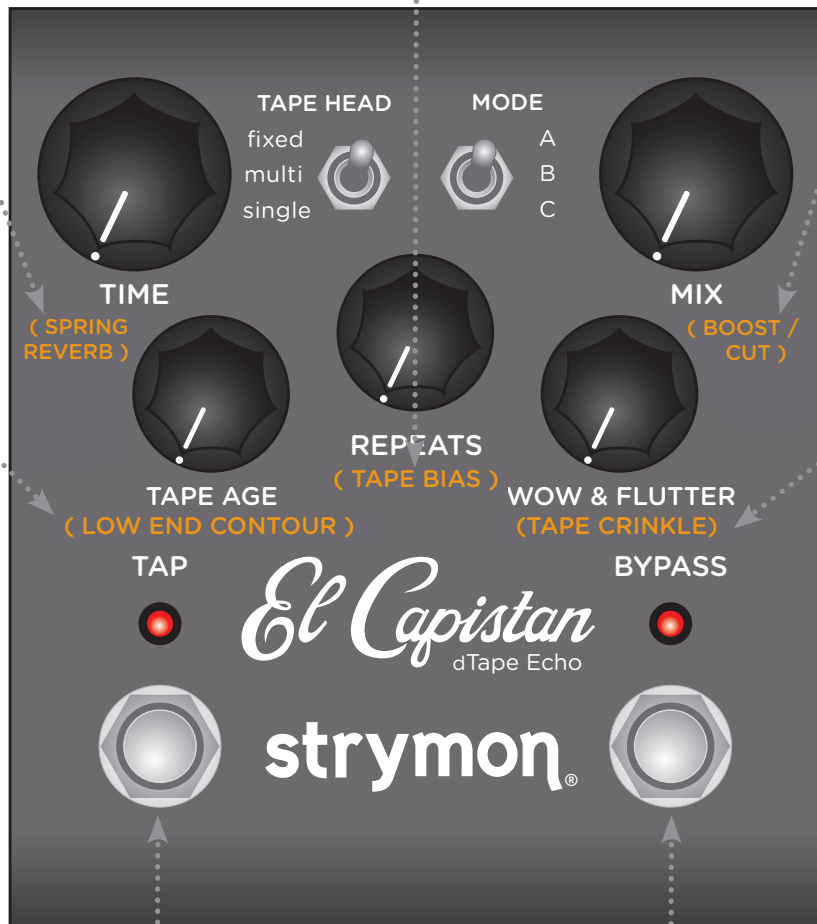 TAPE HEAD
fixed
multi
single
MODE
A
B
C
TIME
( SPRING
REVERB )
MIX
( BOOST /
CUT )
REPEATS
( TAPE BIAS )
TAPE AGE
( LOW END CONTOUR )
WOW & FLUTTER
(TAPE CRINKLE)
TAP
BYPASS
El Capistan
dTape Echo
strymon®